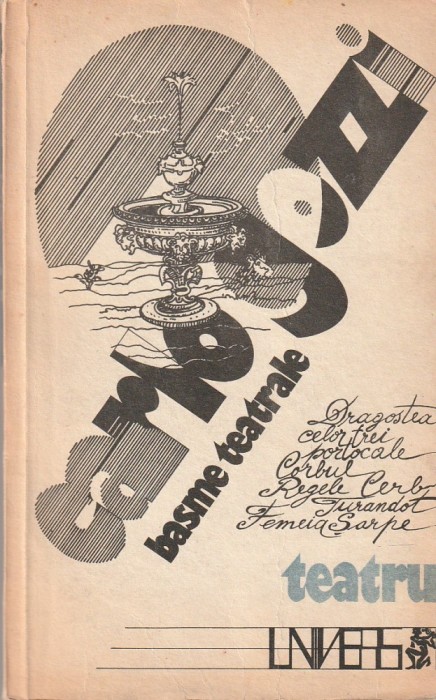 carlo gozzi
basme teatrale
Dragostea
celor trei
portocale
Corbul
Regele Cerb
Turandot
Femeia Șarpe
teatru
UNIVERS